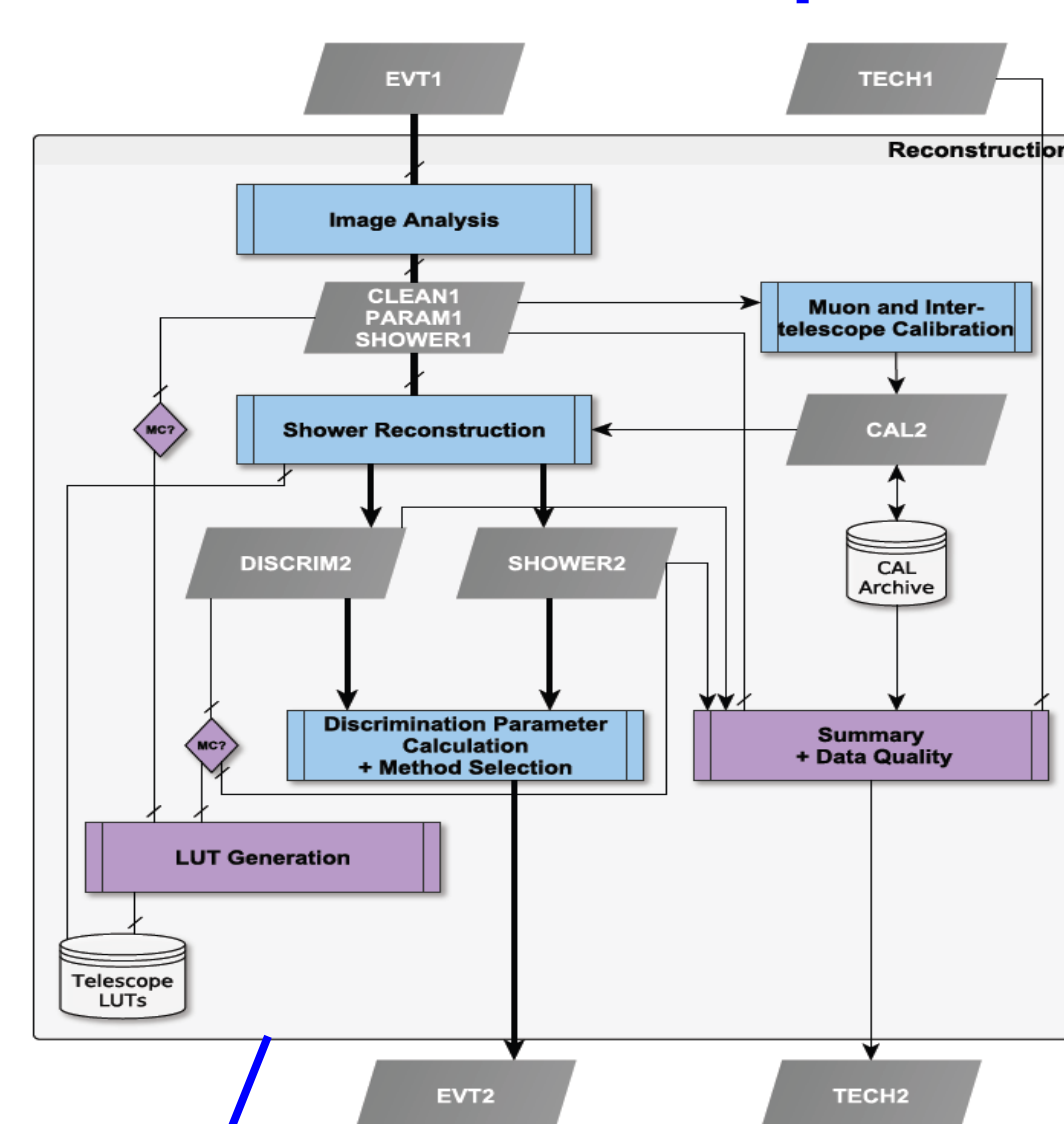 EVT1
TECH1
Reconstruction
Image Analysis
CLEAN1
PARAM1
SHOWER1
Muon and Inter-
telescope Calibration
MC?
Shower Reconstruction
CAL2
DISCRIM2
SHOWER2
CAL
Archive
Discrimination Parameter
Calculation
+ Method Selection
MC?
Summary
+ Data Quality
LUT Generation
Telescope
LUTs
EVT2
TECH2